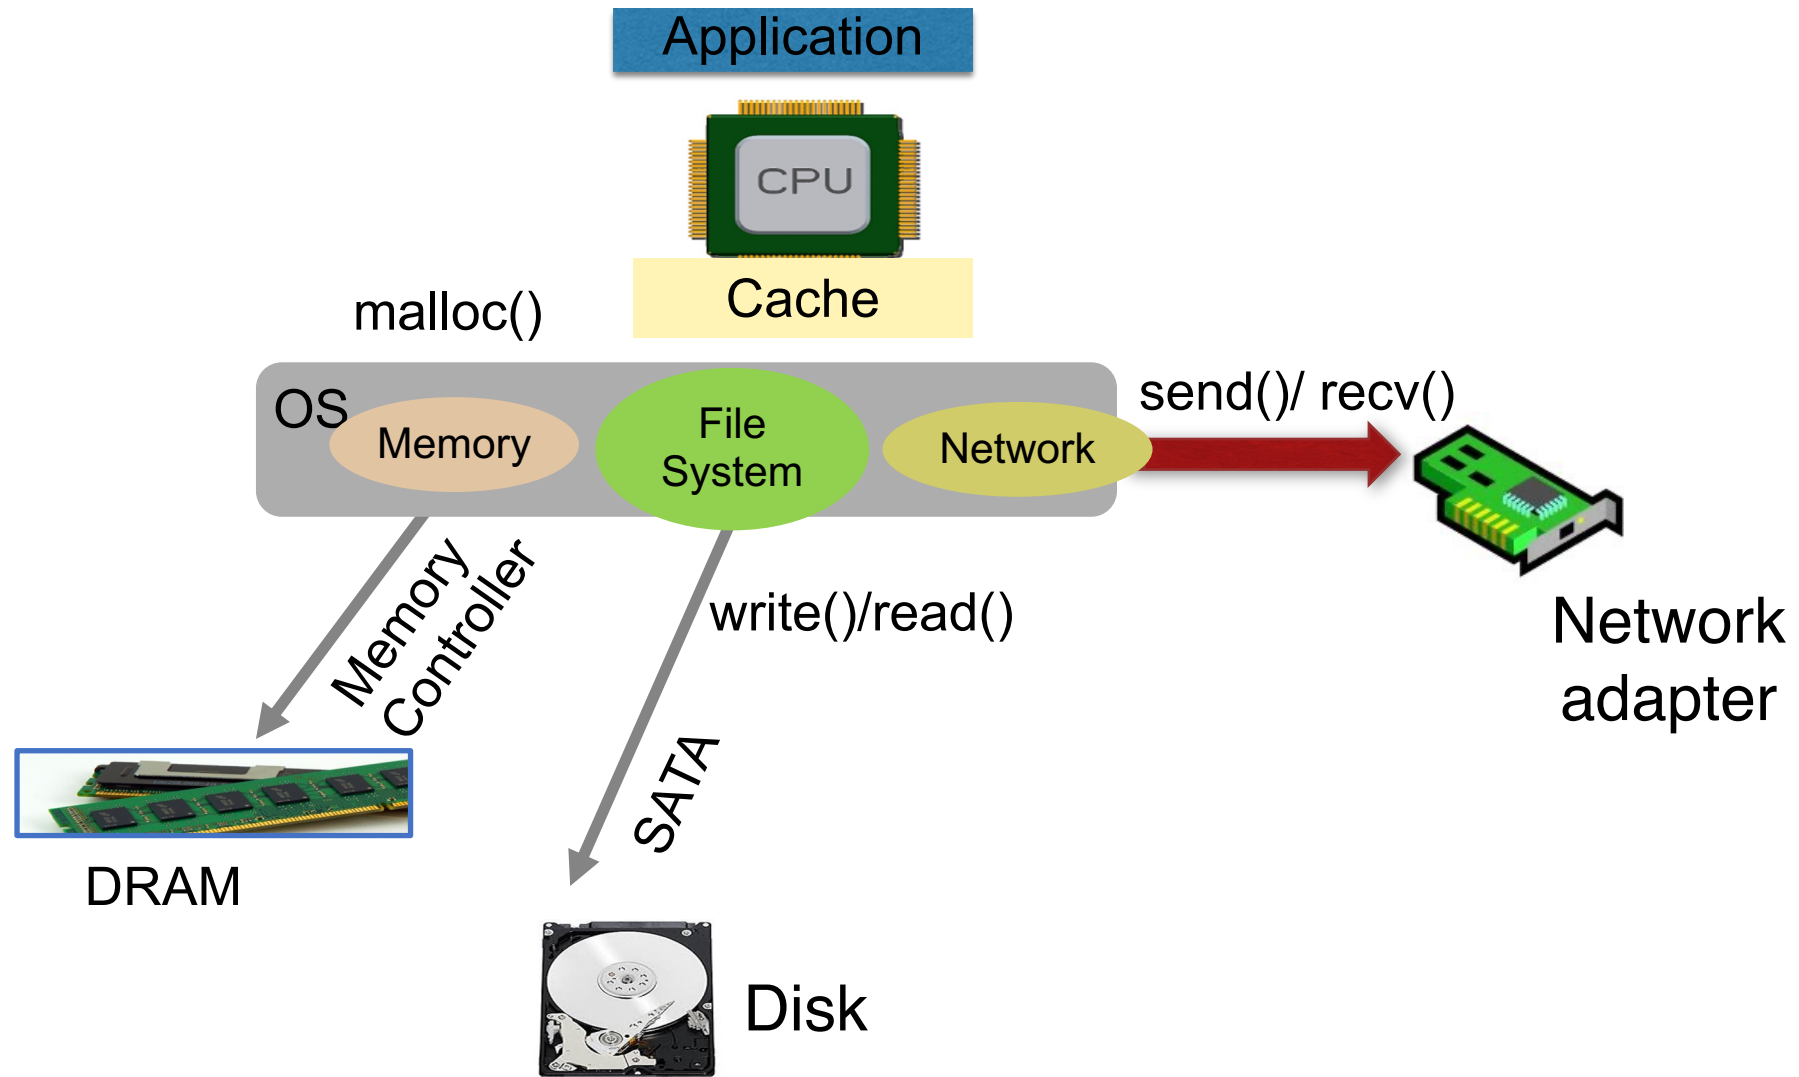 Application
CPU
Cache
malloc()
OS
Memory
File
System
Network
send()/ recv()
Memory
Controller
write()/read()
SATA
Network
adapter
DRAM
Disk